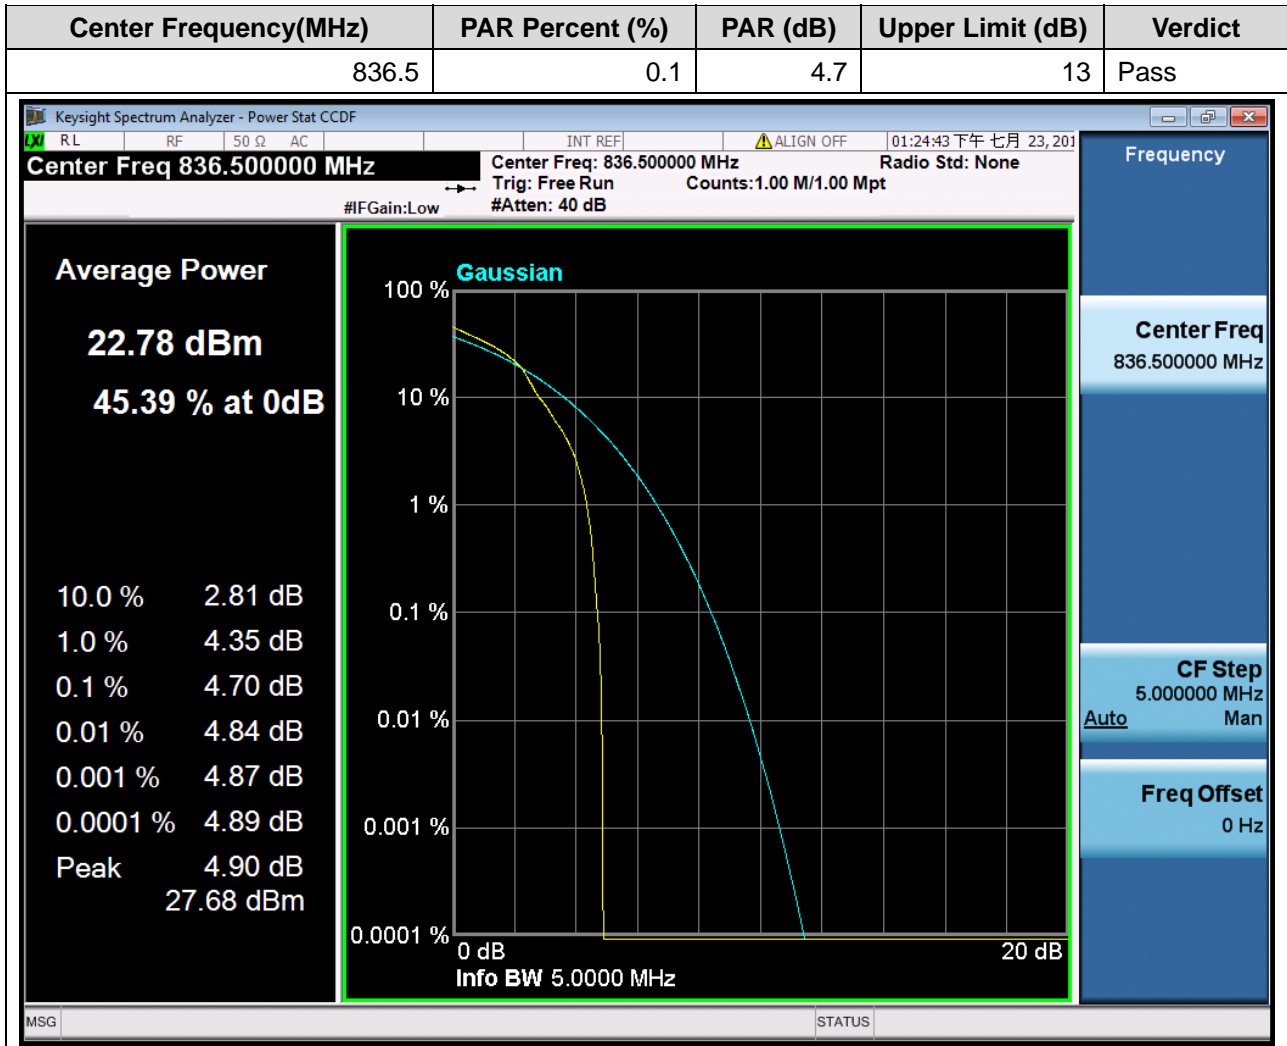 Center Frequency(MHz) PAR Percent (%) PAR (dB) Upper Limit (dB) Verdict
836.5 0.1 4.7 13 Pass
Keysight Spectrum Analyzer - Power Stat CCDF
LXI RL RF 50 Ω AC INT REF ALIGN OFF 01:24:43 下午 七月 23, 201
Center Freq 836.500000 MHz
#IFGain:Low
Center Freq: 836.500000 MHz
Trig: Free Run Counts:1.00 M/1.00 Mpt
#Atten: 40 dB
Radio Std: None
Average Power
22.78 dBm
45.39 % at 0dB
10.0 % 2.81 dB
1.0 % 4.35 dB
0.1 % 4.70 dB
0.01 % 4.84 dB
0.001 % 4.87 dB
0.0001 % 4.89 dB
Peak 4.90 dB
27.68 dBm
Gaussian
100 %
10 %
1 %
0.1 %
0.01 %
0.001 %
0.0001 %
0 dB 20 dB
Info BW 5.0000 MHz
Frequency
Center Freq
836.500000 MHz
CF Step
5.000000 MHz
Auto Man
Freq Offset
0 Hz
MSG STATUS